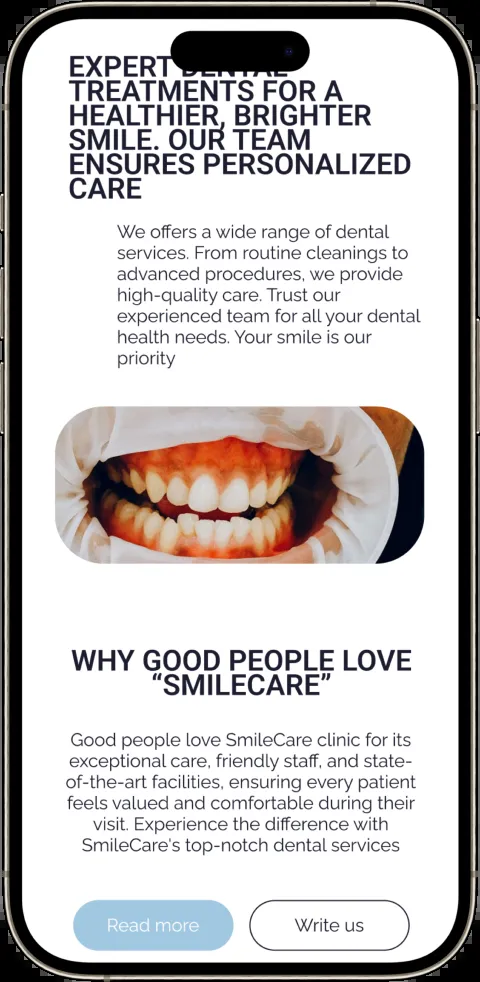 EXPERT DENTAL
TREATMENTS FOR A
HEALTHIER, BRIGHTER
SMILE. OUR TEAM
ENSURES PERSONALIZED
CARE
We offers a wide range of dental
services. From routine cleanings to
advanced procedures, we provide
high-quality care. Trust our
experienced team for all your dental
health needs. Your smile is our
priority
WHY GOOD PEOPLE LOVE
“SMILECARE”
Good people love SmileCare clinic for its
exceptional care, friendly staff, and state-
of-the-art facilities, ensuring every patient
feels valued and comfortable during their
visit. Experience the difference with
SmileCare's top-notch dental services
Read more
Write us